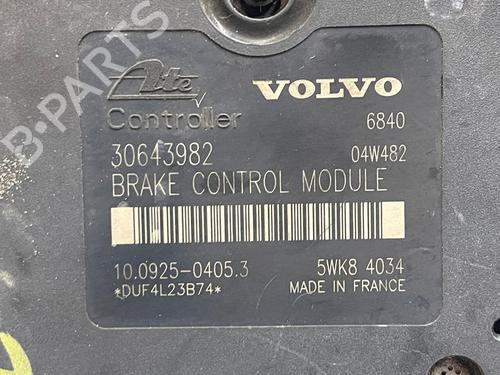 B-PARTS
Ate VOLVO
Controller 6840
30643982 04W482
BRAKE CONTROL MODULE
10.0925-0405.3 5WK8 4034
*DUF4L23B74* MADE IN FRANCE